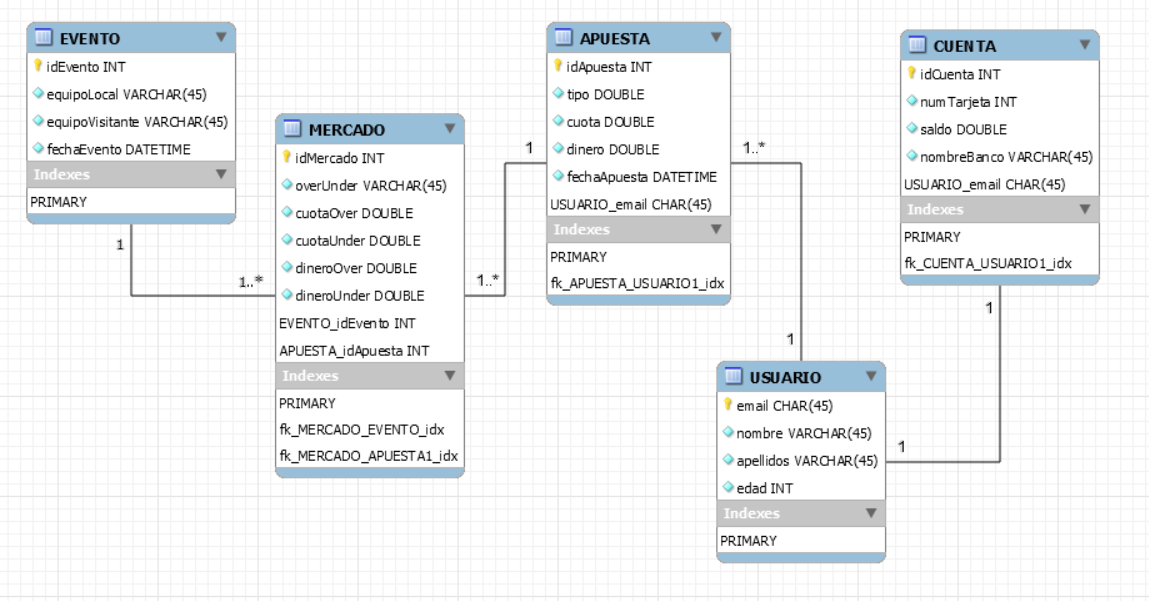 EVENTO
idEvento INT
equipoLocal VARCHAR(45)
equipoVisitante VARCHAR(45)
fechaEvento DATETIME
Indexes
PRIMARY
1
1..*
MERCADO
idMercado INT
overUnder VARCHAR(45)
cuotaOver DOUBLE
cuotaUnder DOUBLE
dineroOver DOUBLE
dineroUnder DOUBLE
EVENTO_idEvento INT
APUESTA_idApuesta INT
Indexes
PRIMARY
fk_MERCADO_EVENTO_idx
fk_MERCADO_APUESTA1_idx
1..*
1
APUESTA
idApuesta INT
tipo DOUBLE
cuota DOUBLE
dinero DOUBLE
fechaApuesta DATETIME
USUARIO_email CHAR(45)
Indexes
PRIMARY
fk_APUESTA_USUARIO1_idx
1..*
1
USUARIO
email CHAR(45)
nombre VARCHAR(45)
apellidos VARCHAR(45)
edad INT
Indexes
PRIMARY
1
1
CUENTA
idCuenta INT
numTarjeta INT
saldo DOUBLE
nombreBanco VARCHAR(45)
USUARIO_email CHAR(45)
Indexes
PRIMARY
fk_CUENTA_USUARIO1_idx